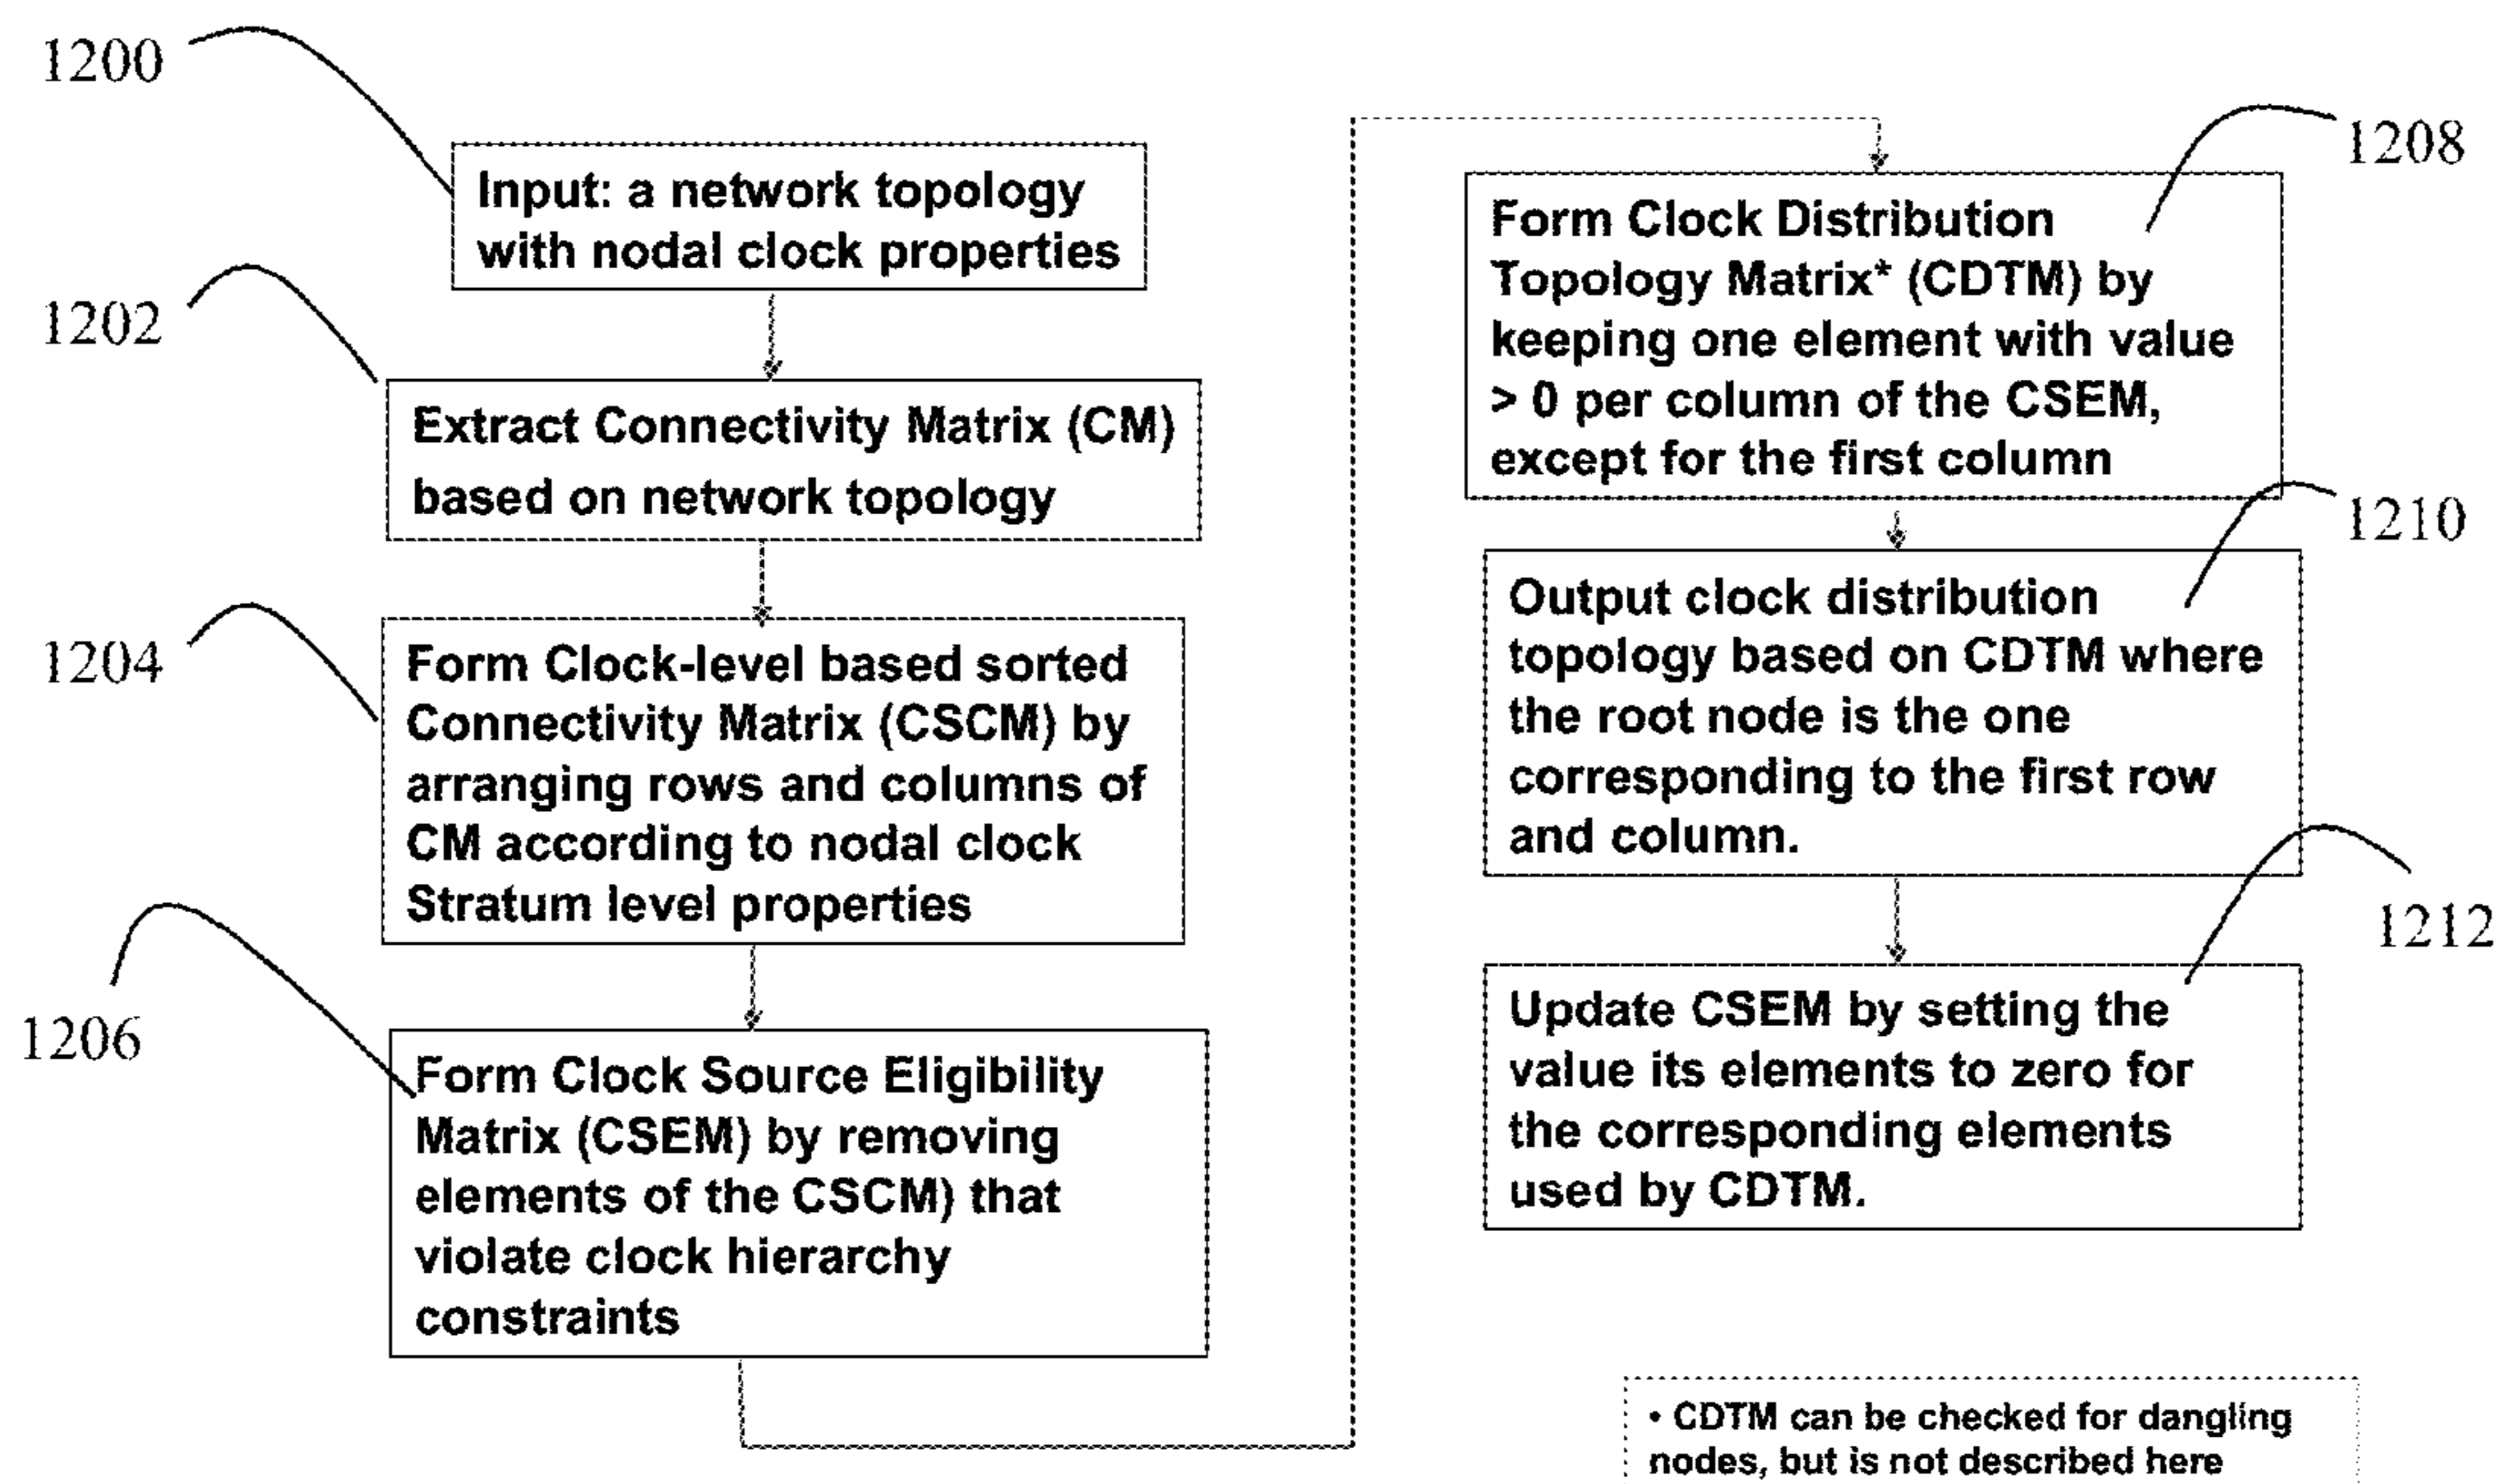 1200
Input: a network topology
with nodal clock properties
1202
Extract Connectivity Matrix (CM)
based on network topology
1204
Form Clock-level based sorted
Connectivity Matrix (CSCM) by
arranging rows and columns of
CM according to nodal clock
Stratum level properties
1206
Form Clock Source Eligibility
Matrix (CSEM) by removing
elements of the CSCM) that
violate clock hierarchy
constraints
1208
Form Clock Distribution
Topology Matrix* (CDTM) by
keeping one element with value
> 0 per column of the CSEM,
except for the first column
1210
Output clock distribution
topology based on CDTM where
the root node is the one
corresponding to the first row
and column.
1212
Update CSEM by setting the
value its elements to zero for
the corresponding elements
used by CDTM.
• CDTM can be checked for dangling
nodes, but is not described here